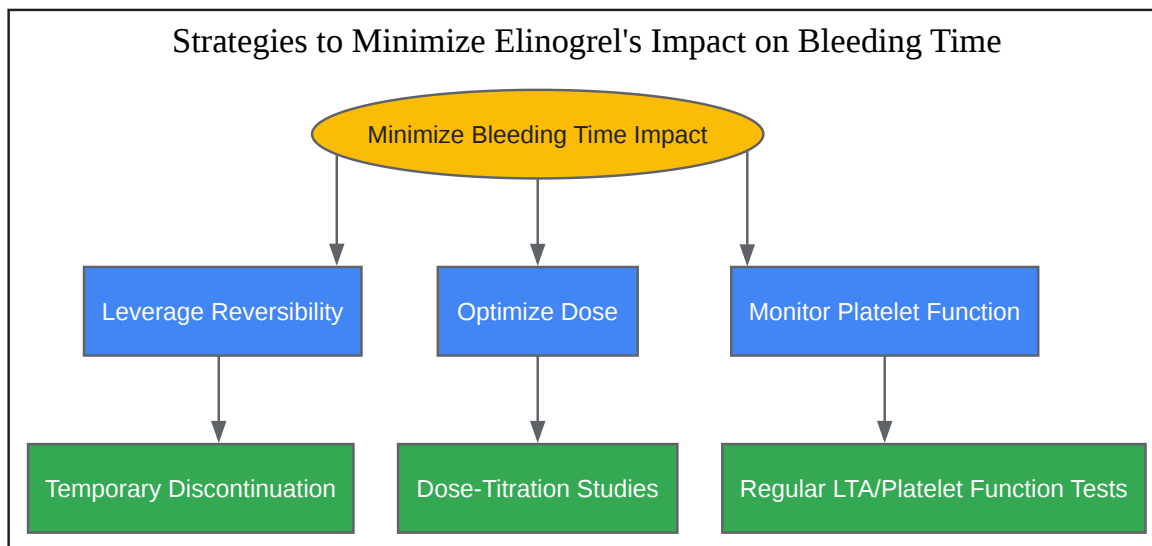 Strategies to Minimize Elinogrel's Impact on Bleeding Time
Minimize Bleeding Time Impact
Leverage Reversibility
Optimize Dose
Monitor Platelet Function
Temporary Discontinuation
Dose-Titration Studies
Regular LTA/Platelet Function Tests